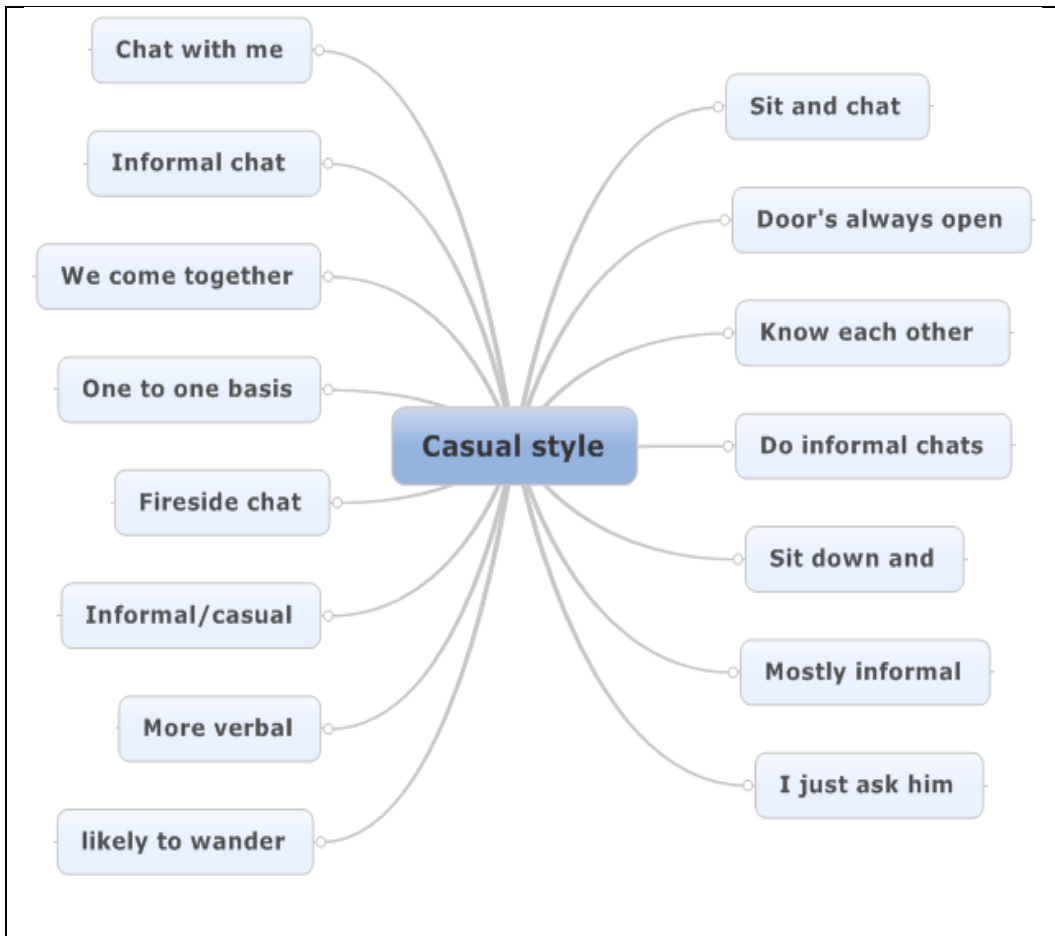 Chat with me
Informal chat
We come together
One to one basis
Fireside chat
Informal/casual
More verbal
likely to wander
Casual style
Sit and chat
Door's always open
Know each other
Do informal chats
Sit down and
Mostly informal
I just ask him